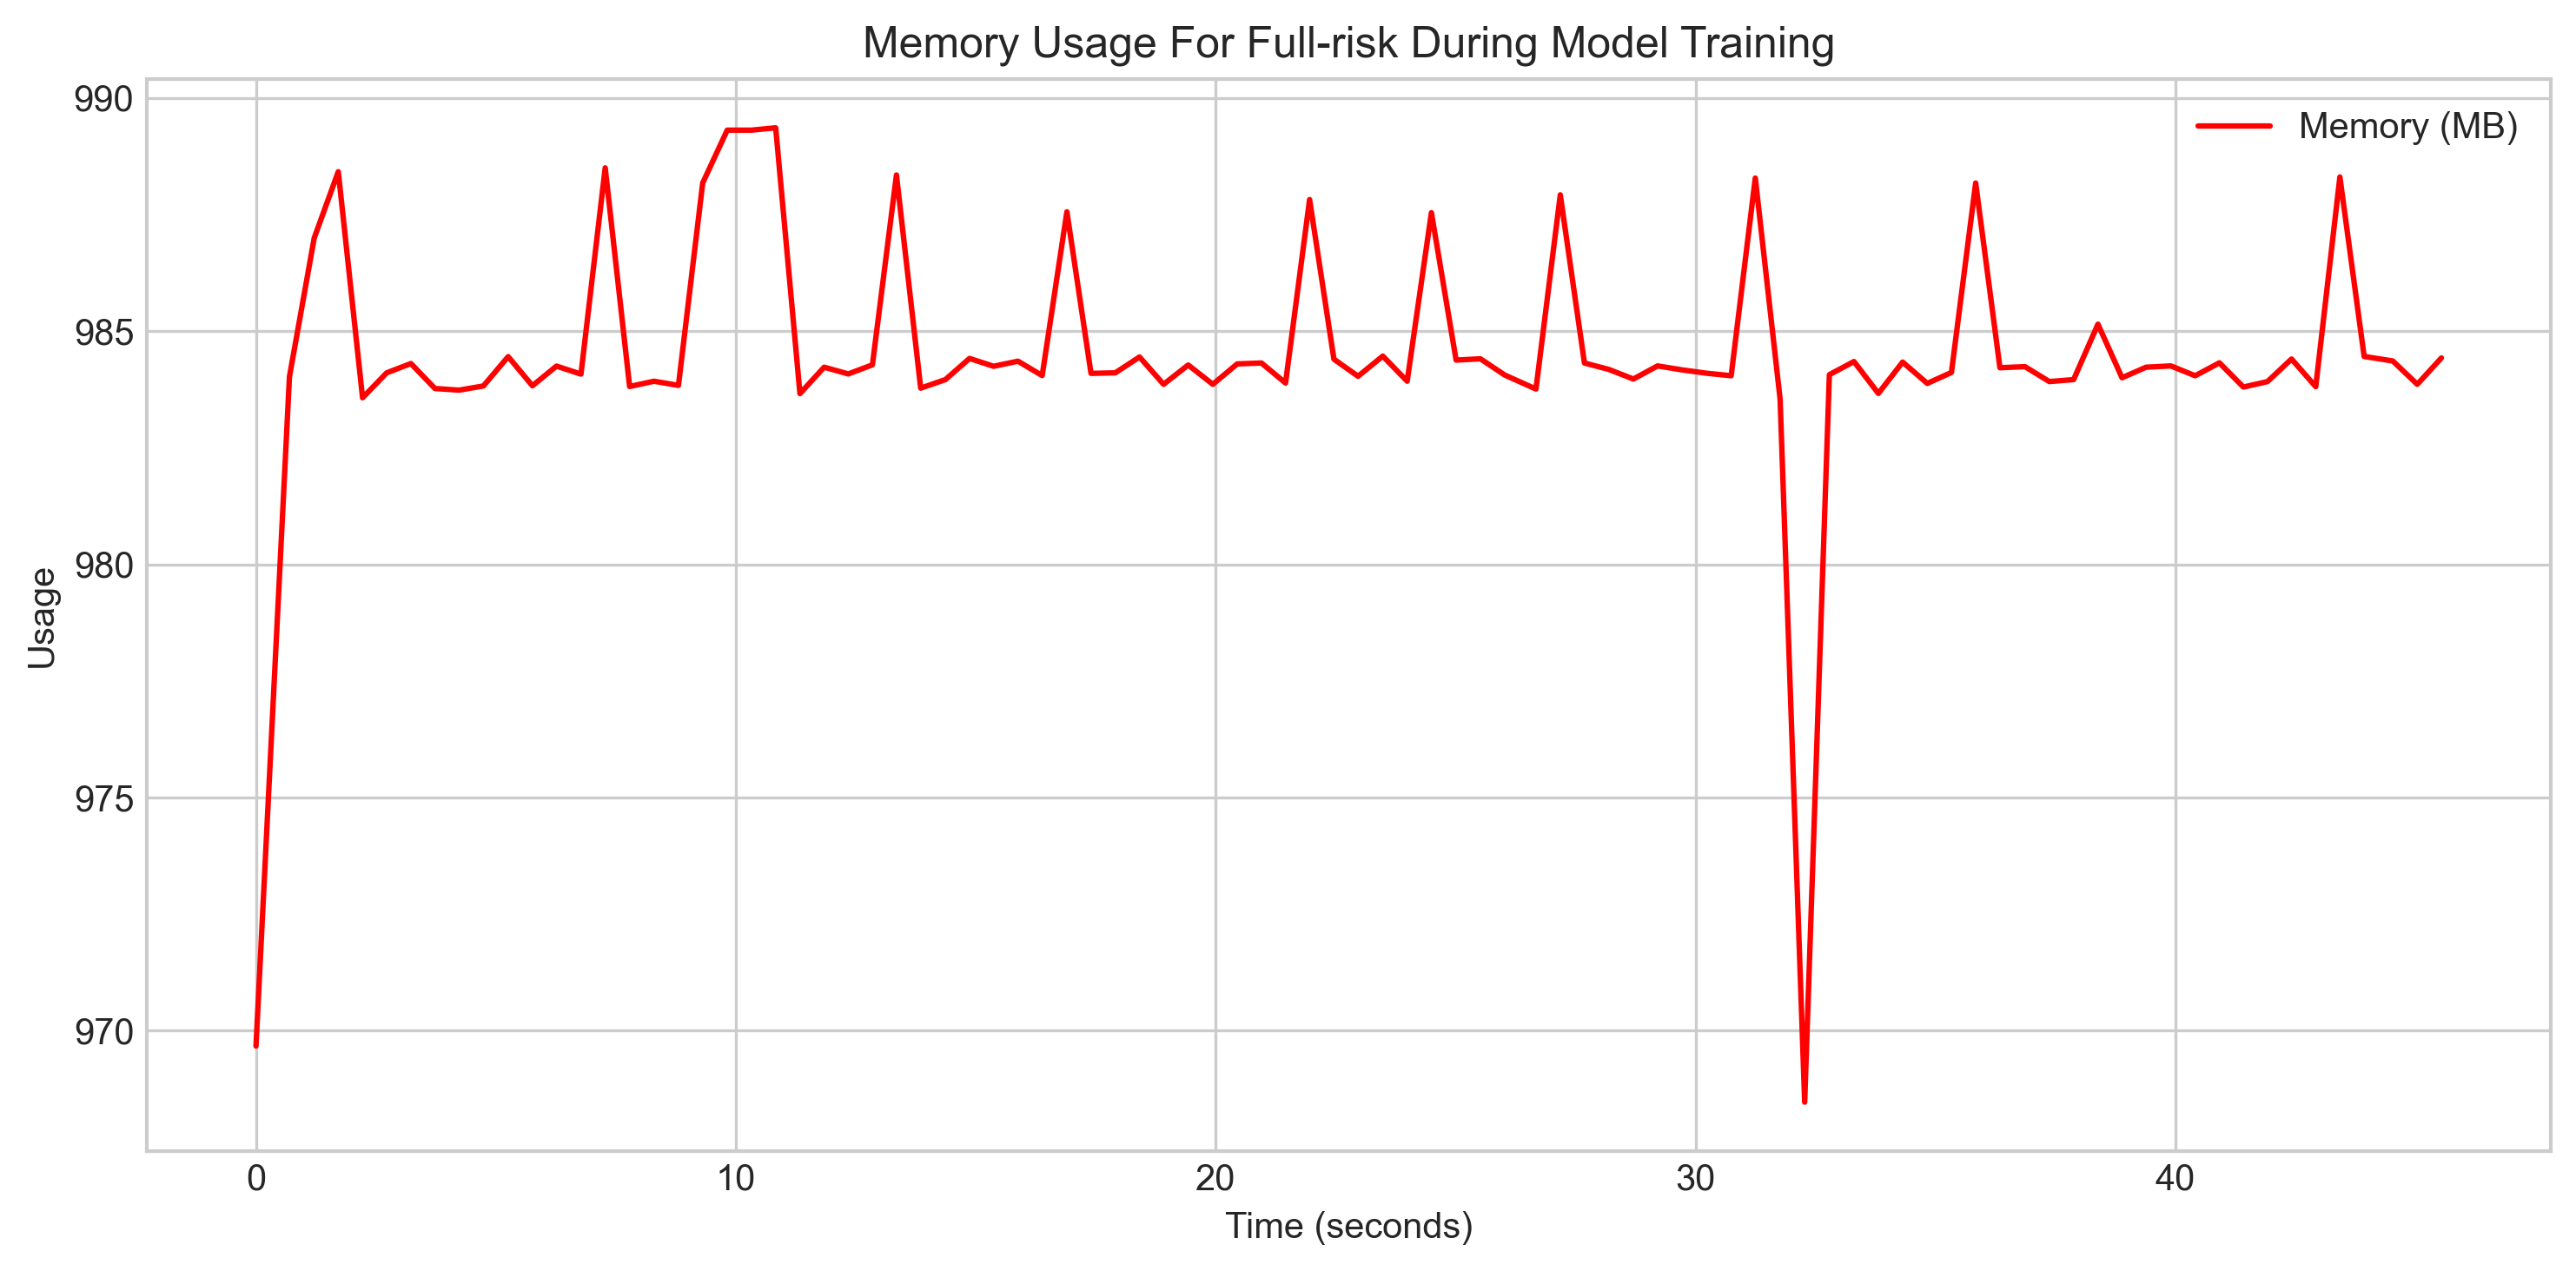 Memory Usage For Full-risk During Model Training
990
985
980
975
970
Usage
Memory (MB)
0 10 20 30 40
Time (seconds)